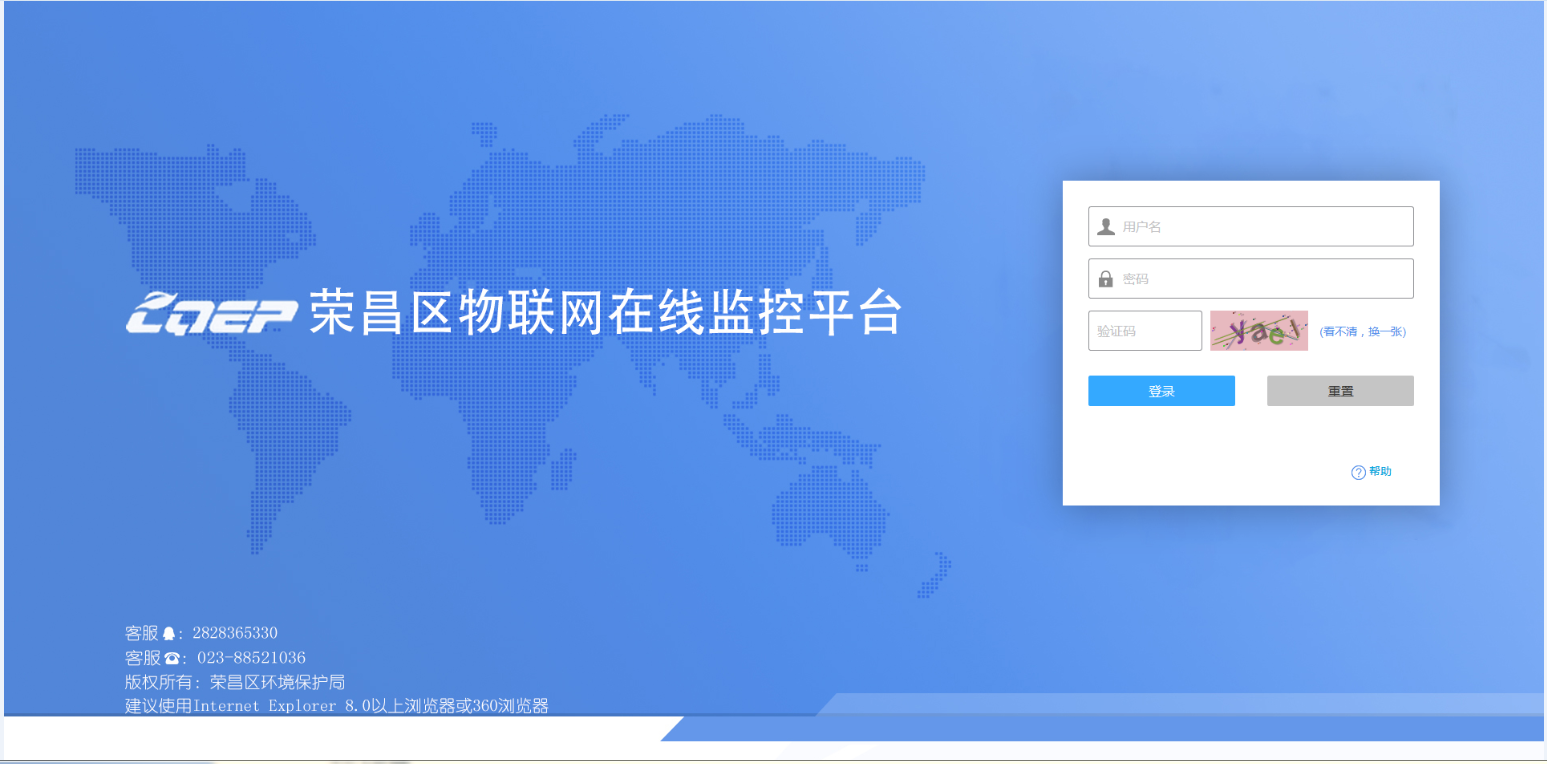 CQEP 荣昌区物联网在线监控平台
用户名
密码
验证码 yael (看不清，换一张)
登录 重置
? 帮助
客服：2828365330
客服：023-88521036
版权所有：荣昌区环境保护局
建议使用Internet Explorer 8.0以上浏览器或360浏览器